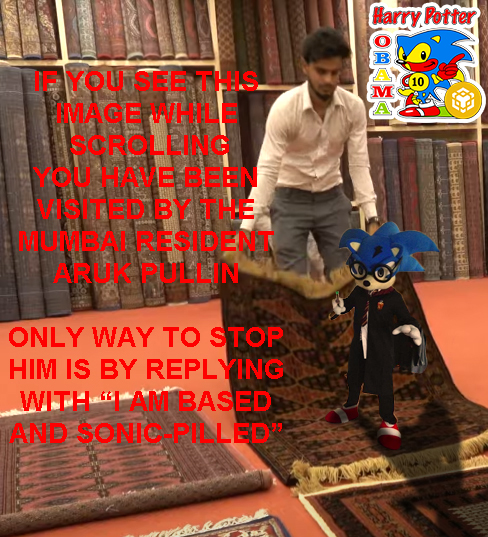 Harry Potter
OBAMA
10
IF YOU SEE THIS
IMAGE WHILE
SCROLLING
YOU HAVE BEEN
VISITED BY THE
MUMBAI RESIDENT
ARUK PULLIN
ONLY WAY TO STOP
HIM IS BY REPLYING
WITH “I AM BASED
AND SONIC-PILLED”